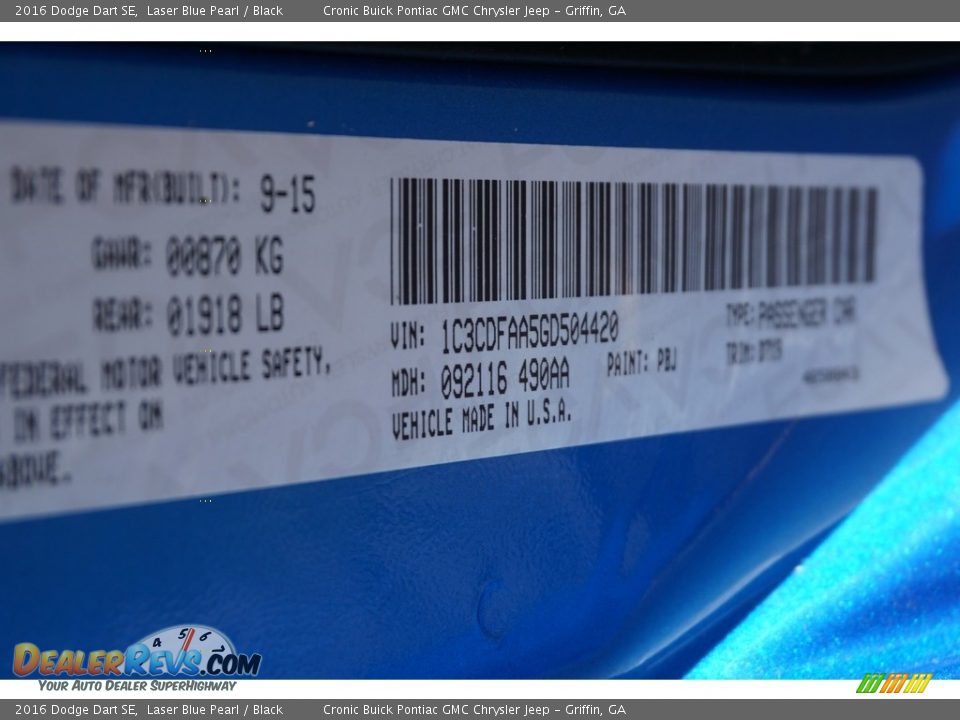 2016 Dodge Dart SE, Laser Blue Pearl / Black Cronic Buick Pontiac GMC Chrysler Jeep - Griffin, GA
DATE OF MFR(BUILT): 9-15
GAWR: 00870 KG
REAR: 01918 LB
FEDERAL MOTOR VEHICLE SAFETY,
IN EFFECT ON
ABOVE.
VIN: 1C3CDFAA5GD504420
TYPE: PASSENGER CAR
MDH: 092116 490AA
PAINT: PBJ
TRIM:
VEHICLE MADE IN U.S.A.
4 5 6
DealerRevs.com
Your Auto Dealer SuperHighway
2016 Dodge Dart SE, Laser Blue Pearl / Black Cronic Buick Pontiac GMC Chrysler Jeep - Griffin, GA